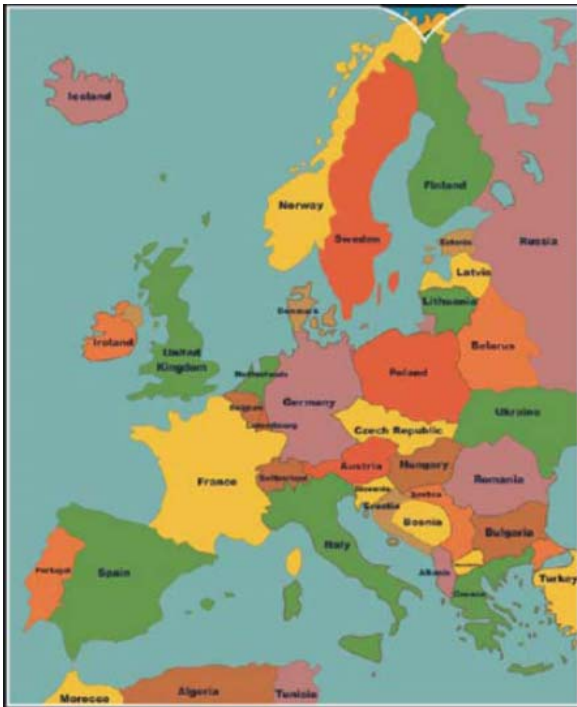 Iceland
Norway
Sweden
Finland
Russia
Estonia
Latvia
Lithuania
Denmark
Ireland
United
Kingdom
Netherlands
Belgium
Luxembourg
Germany
Poland
Belarus
Ukraine
Czech Republic
France
Switzerland
Austria
Hungary
Romania
Slovenia
Croatia
Bosnia
Serbia
Bulgaria
Italy
Albania
Greece
Turkey
Portugal
Spain
Morocco
Algeria
Tunisia